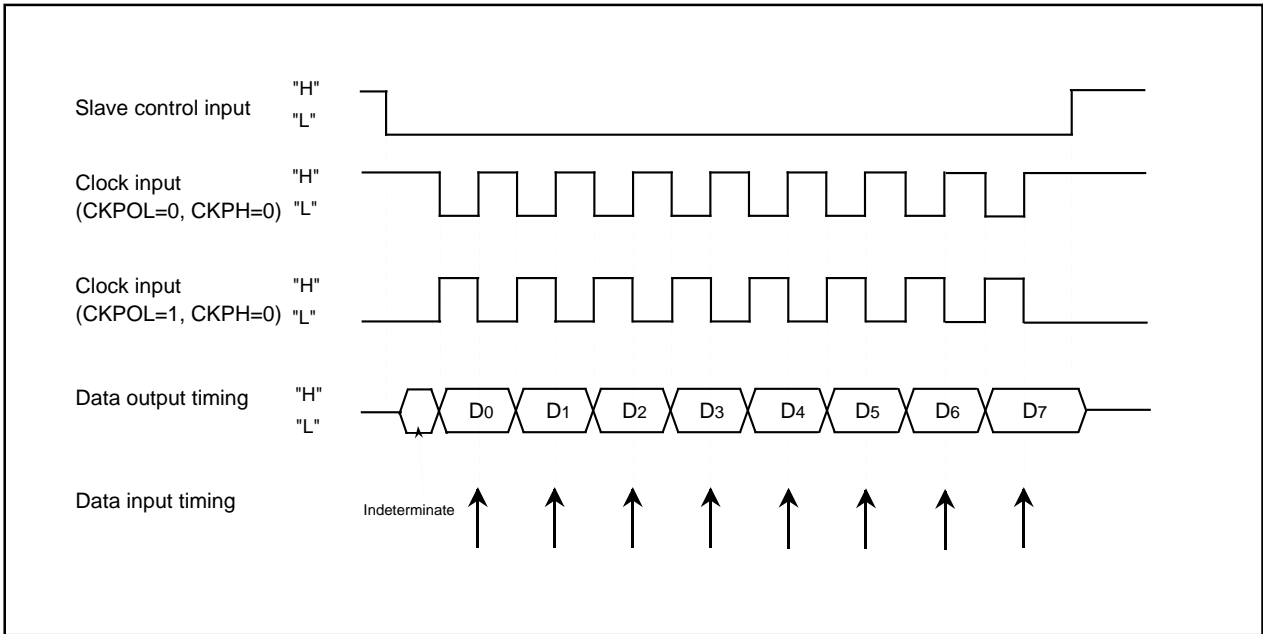 Slave control input "H"
"L"
Clock input "H"
(CKPOL=0, CKPH=0) "L"
Clock input "H"
(CKPOL=1, CKPH=0) "L"
Data output timing "H"
"L"
D0 D1 D2 D3 D4 D5 D6 D7
Data input timing
Indeterminate